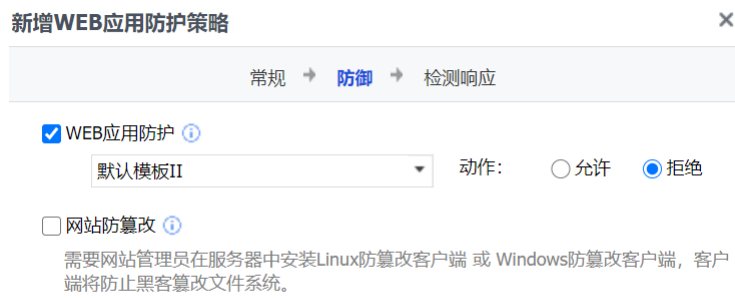 新增WEB应用防护策略
常规 防御 检测响应
WEB应用防护
默认模板II 动作： 允许 拒绝
网站防篡改
需要网站管理员在服务器中安装Linux防篡改客户端 或 Windows防篡改客户端，客户
端将防止黑客篡改文件系统。